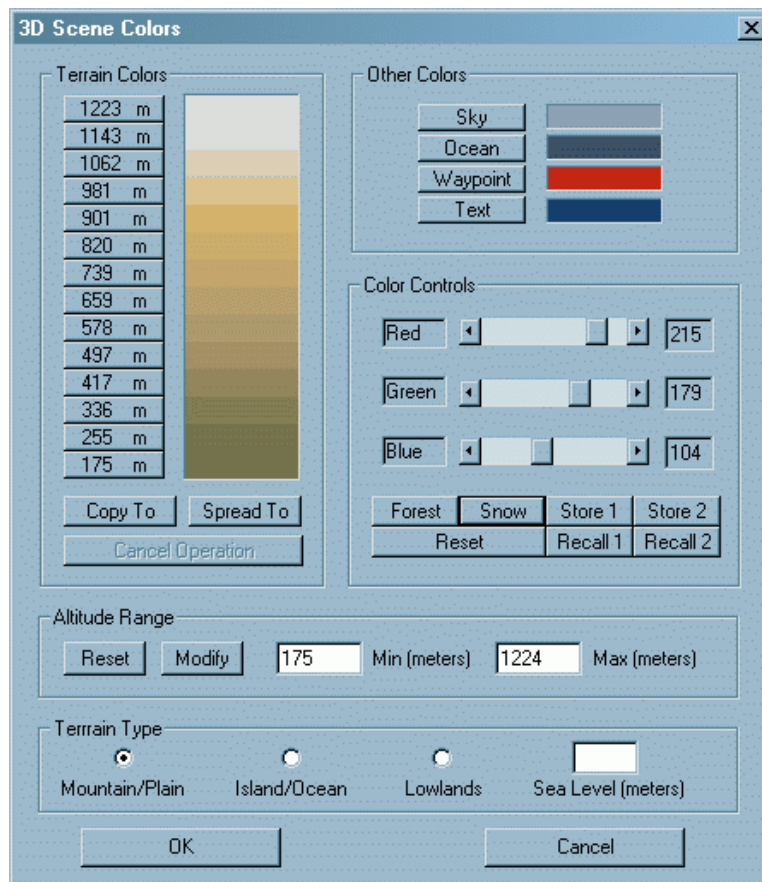 3D Scene Colors
Terrain Colors
1223 m
1143 m
1062 m
981 m
901 m
820 m
739 m
659 m
578 m
497 m
417 m
336 m
255 m
175 m
Copy To Spread To
Cancel Operation
Other Colors
Sky
Ocean
Waypoint
Text
Color Controls
Red 215
Green 179
Blue 104
Forest Snow Store 1 Store 2
Reset Recall 1 Recall 2
Altitude Range
Reset Modify 175 Min (meters) 1224 Max (meters)
Terrrain Type
Mountain/Plain Island/Ocean Lowlands Sea Level (meters)
OK Cancel